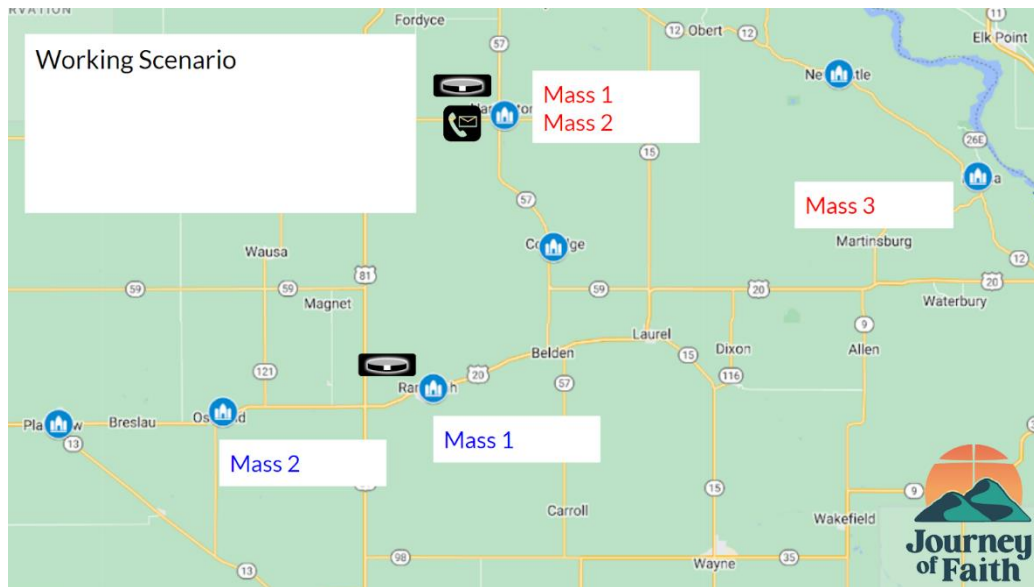 RVATION
Fordyce
11
57
12
Obert
12
Elk Point
Working Scenario
Mass 1
Mass 2
15
26E
57
Mass 3
Martinsburg
Wausa
12
81
59
59
59
20
20
Magnet
Waterbury
9
Laurel
Belden
Dixon
Allen
15
121
20
116
57
Breslau
13
Mass 1
Mass 2
15
Carroll
9
Wakefield
98
Wayne
35
13
Journey
of Faith